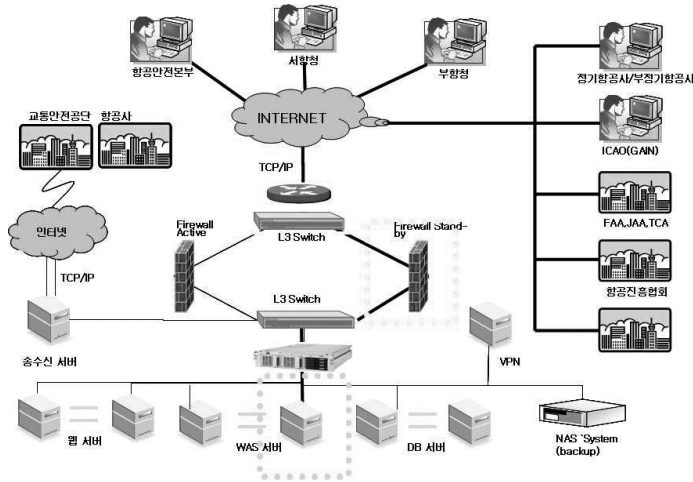 서항청
항공안전본부
부항청
정기항공사/부정기항공사
교통안전공단 항공사
INTERNET
ICAO(GAIN)
TCP/IP
FAA,JAA,TCA
Firewall
Active
Firewall Stand-
by
L3 Switch
인터넷
TCP/IP
항공진흥협회
L3 Switch
송수신 서버
VPN
웹 서버
WAS 서버
DB 서버
NAS `System
(backup)